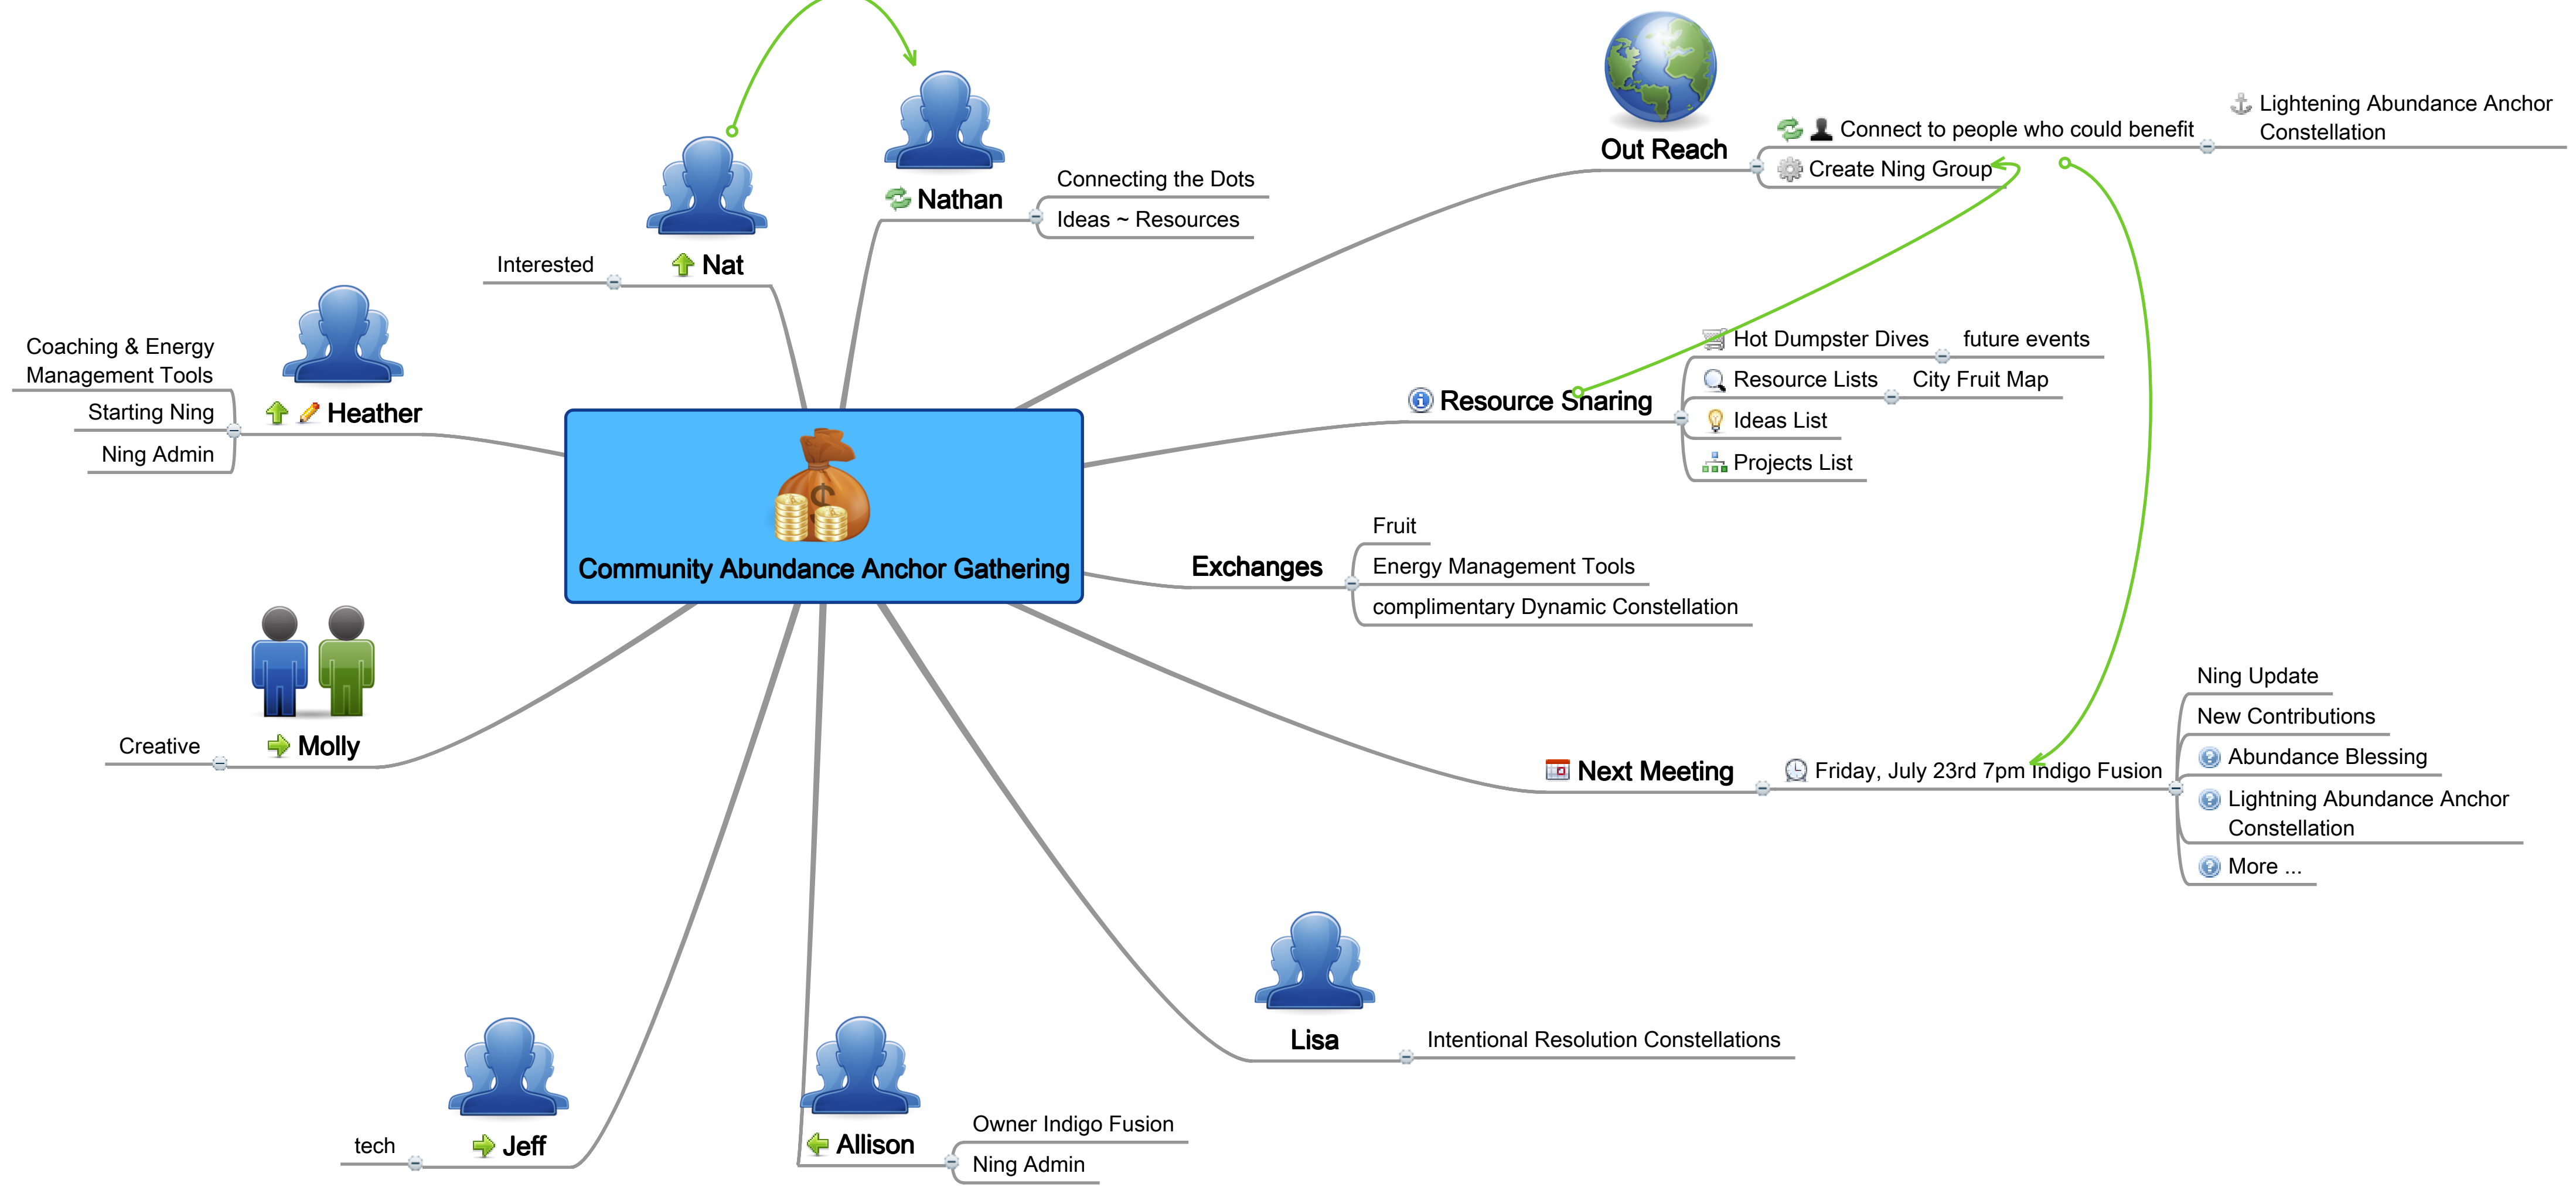 Community Abundance Anchor Gathering
Out Reach
Connect to people who could benefit
Lightening Abundance Anchor
Constellation
Create Ning Group
Resource Sharing
Hot Dumpster Dives
future events
Resource Lists
City Fruit Map
Ideas List
Projects List
Exchanges
Fruit
Energy Management Tools
complimentary Dynamic Constellation
Next Meeting
Friday, July 23rd 7pm Indigo Fusion
Ning Update
New Contributions
Abundance Blessing
Lightning Abundance Anchor
Constellation
More ...
Lisa
Intentional Resolution Constellations
Allison
Owner Indigo Fusion
Ning Admin
Jeff
tech
Molly
Creative
Heather
Coaching & Energy
Management Tools
Starting Ning
Ning Admin
Nat
Interested
Nathan
Connecting the Dots
Ideas ~ Resources